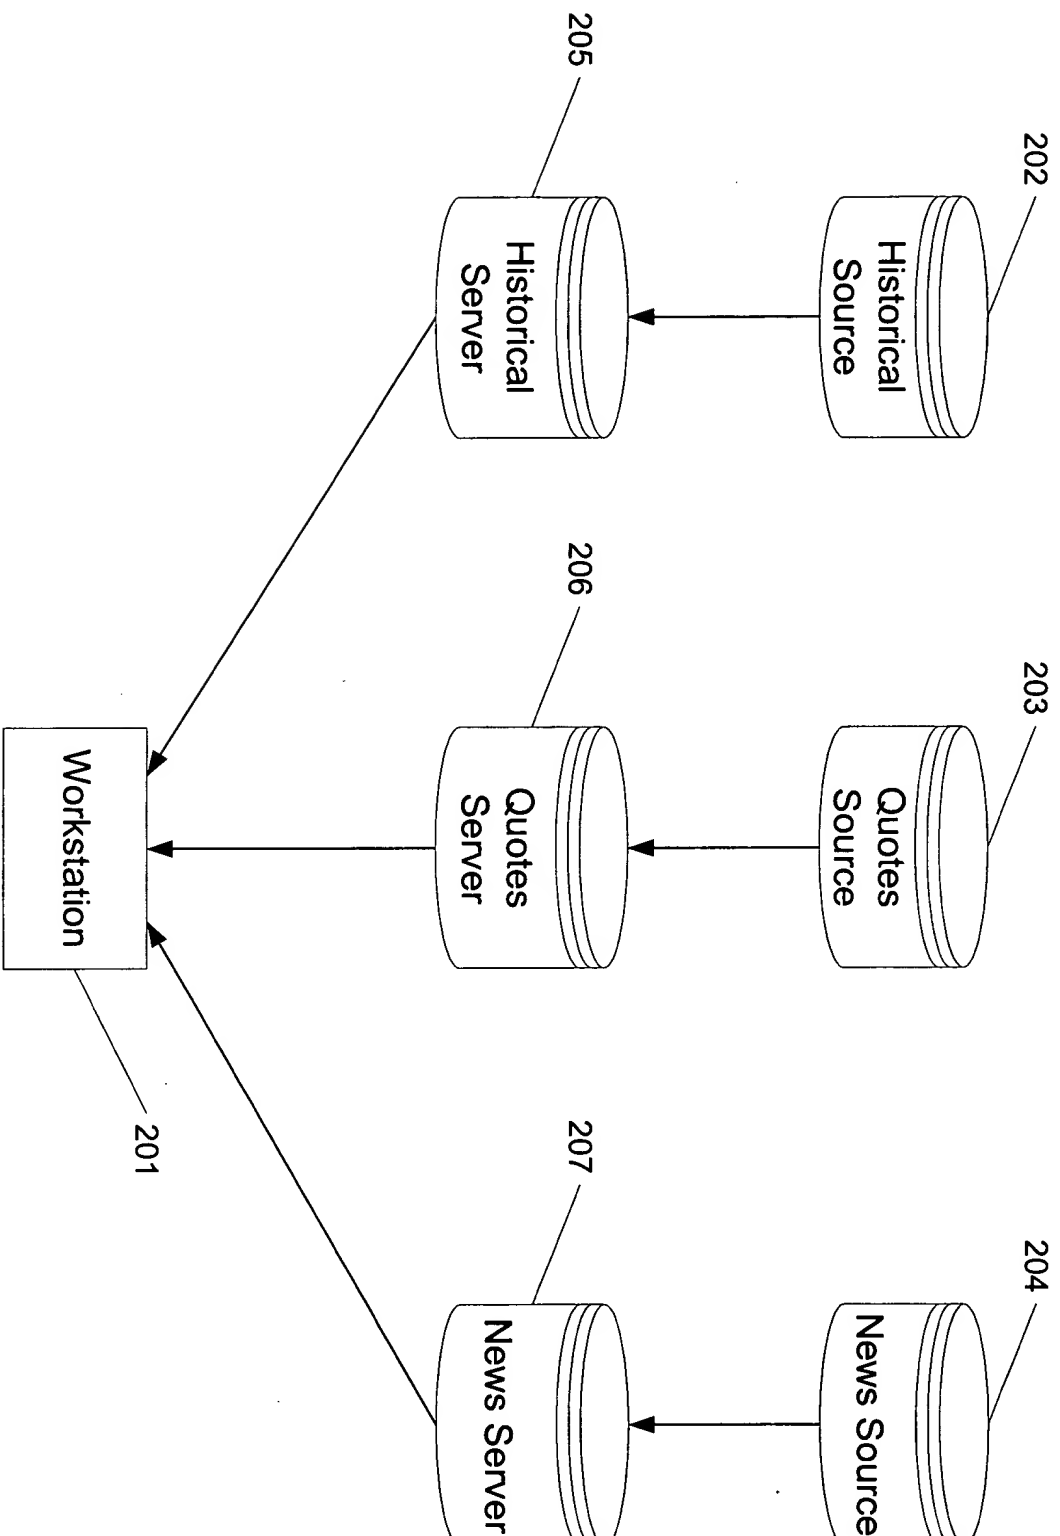 202
203
204
Historical
Source
Quotes
Source
News Source
205
206
207
Historical
Server
Quotes
Server
News Server
201
Workstation